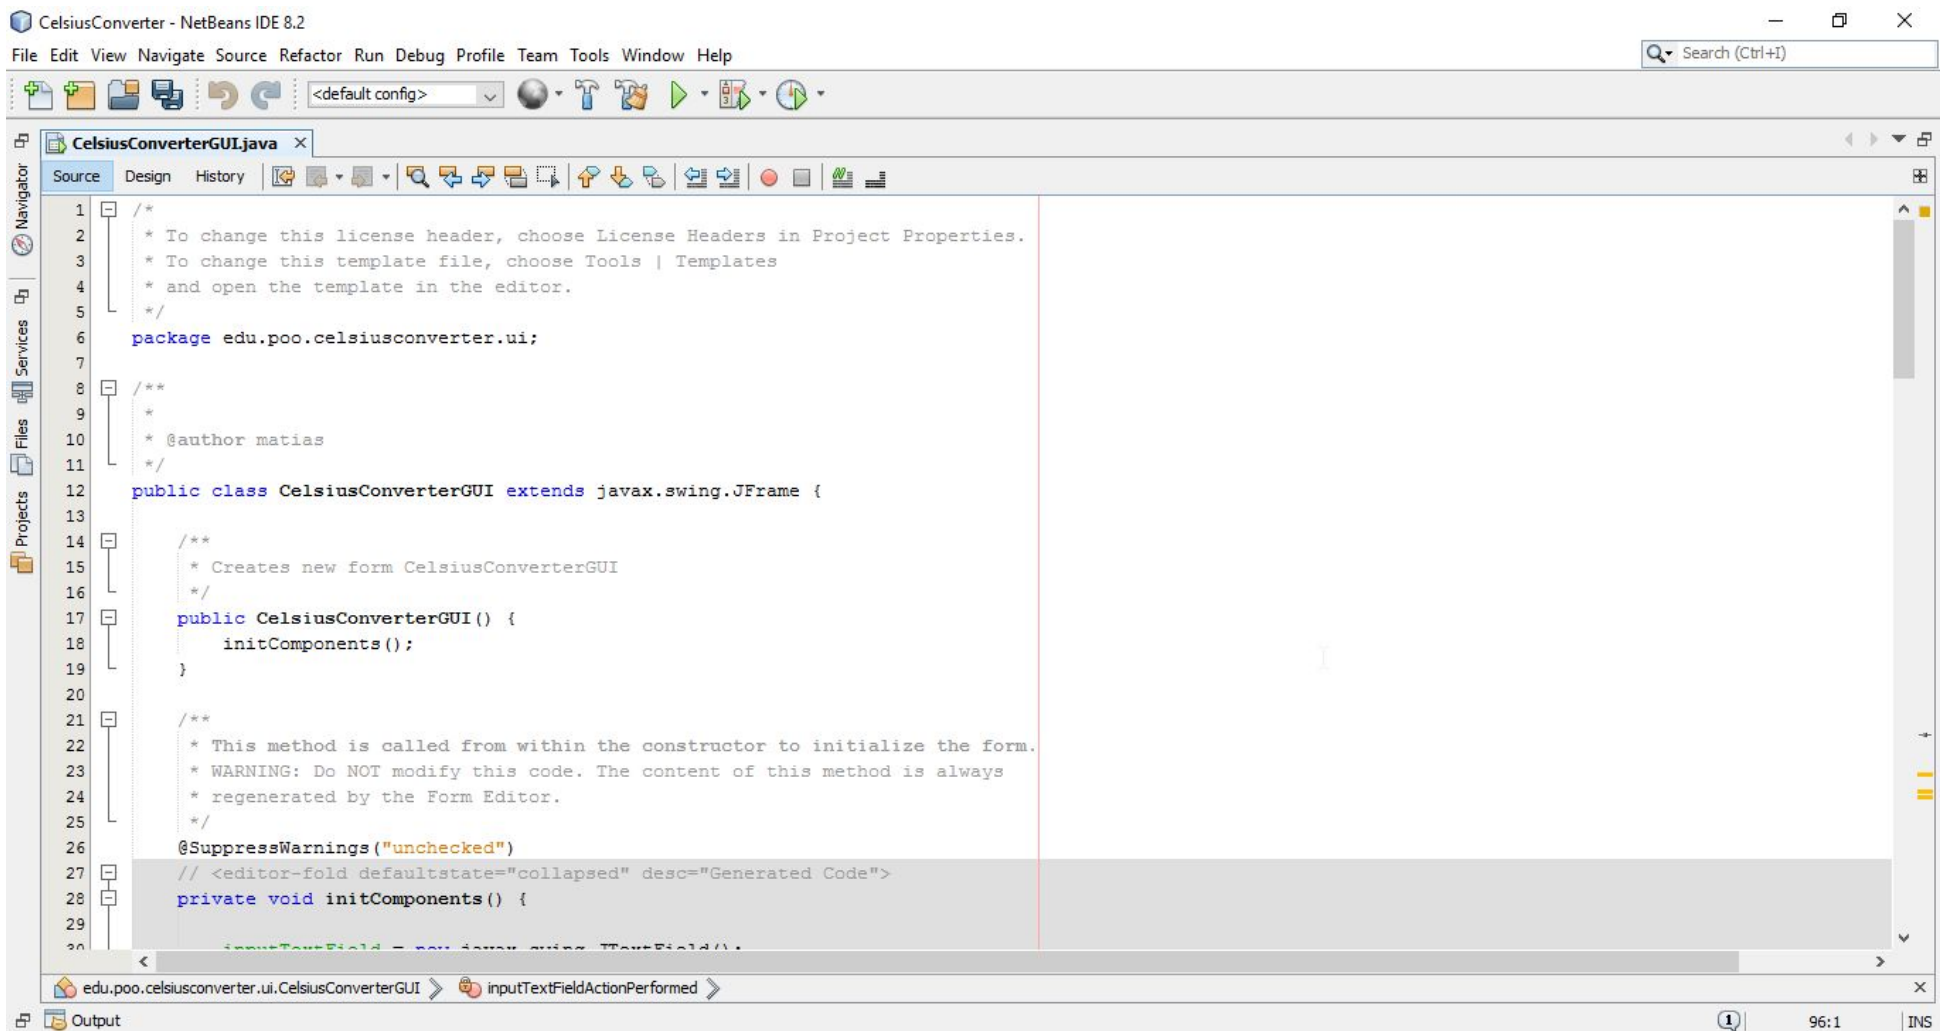 CelsiusConverter - NetBeans IDE 8.2
File Edit View Navigate Source Refactor Run Debug Profile Team Tools Window Help
Search (Ctrl+I)
<default config>
CelsiusConverterGUI.java
Source Design History
Navigator
Services
Files
Projects
1 /*
2 * To change this license header, choose License Headers in Project Properties.
3 * To change this template file, choose Tools | Templates
4 * and open the template in the editor.
5 */
6 package edu.poo.celsiusconverter.ui;
7
8 /**
9 *
10 * @author matias
11 */
12 public class CelsiusConverterGUI extends javax.swing.JFrame {
13
14 /**
15 * Creates new form CelsiusConverterGUI
16 */
17 public CelsiusConverterGUI() {
18 initComponents();
19 }
20
21 /**
22 * This method is called from within the constructor to initialize the form.
23 * WARNING: Do NOT modify this code. The content of this method is always
24 * regenerated by the Form Editor.
25 */
26 @SuppressWarnings("unchecked")
27 // <editor-fold defaultstate="collapsed" desc="Generated Code">
28 private void initComponents() {
29
30 inputTextField = new javax.swing.JTextField();
edu.poo.celsiusconverter.ui.CelsiusConverterGUI inputTextFieldActionPerformed
Output
1
96:1
INS